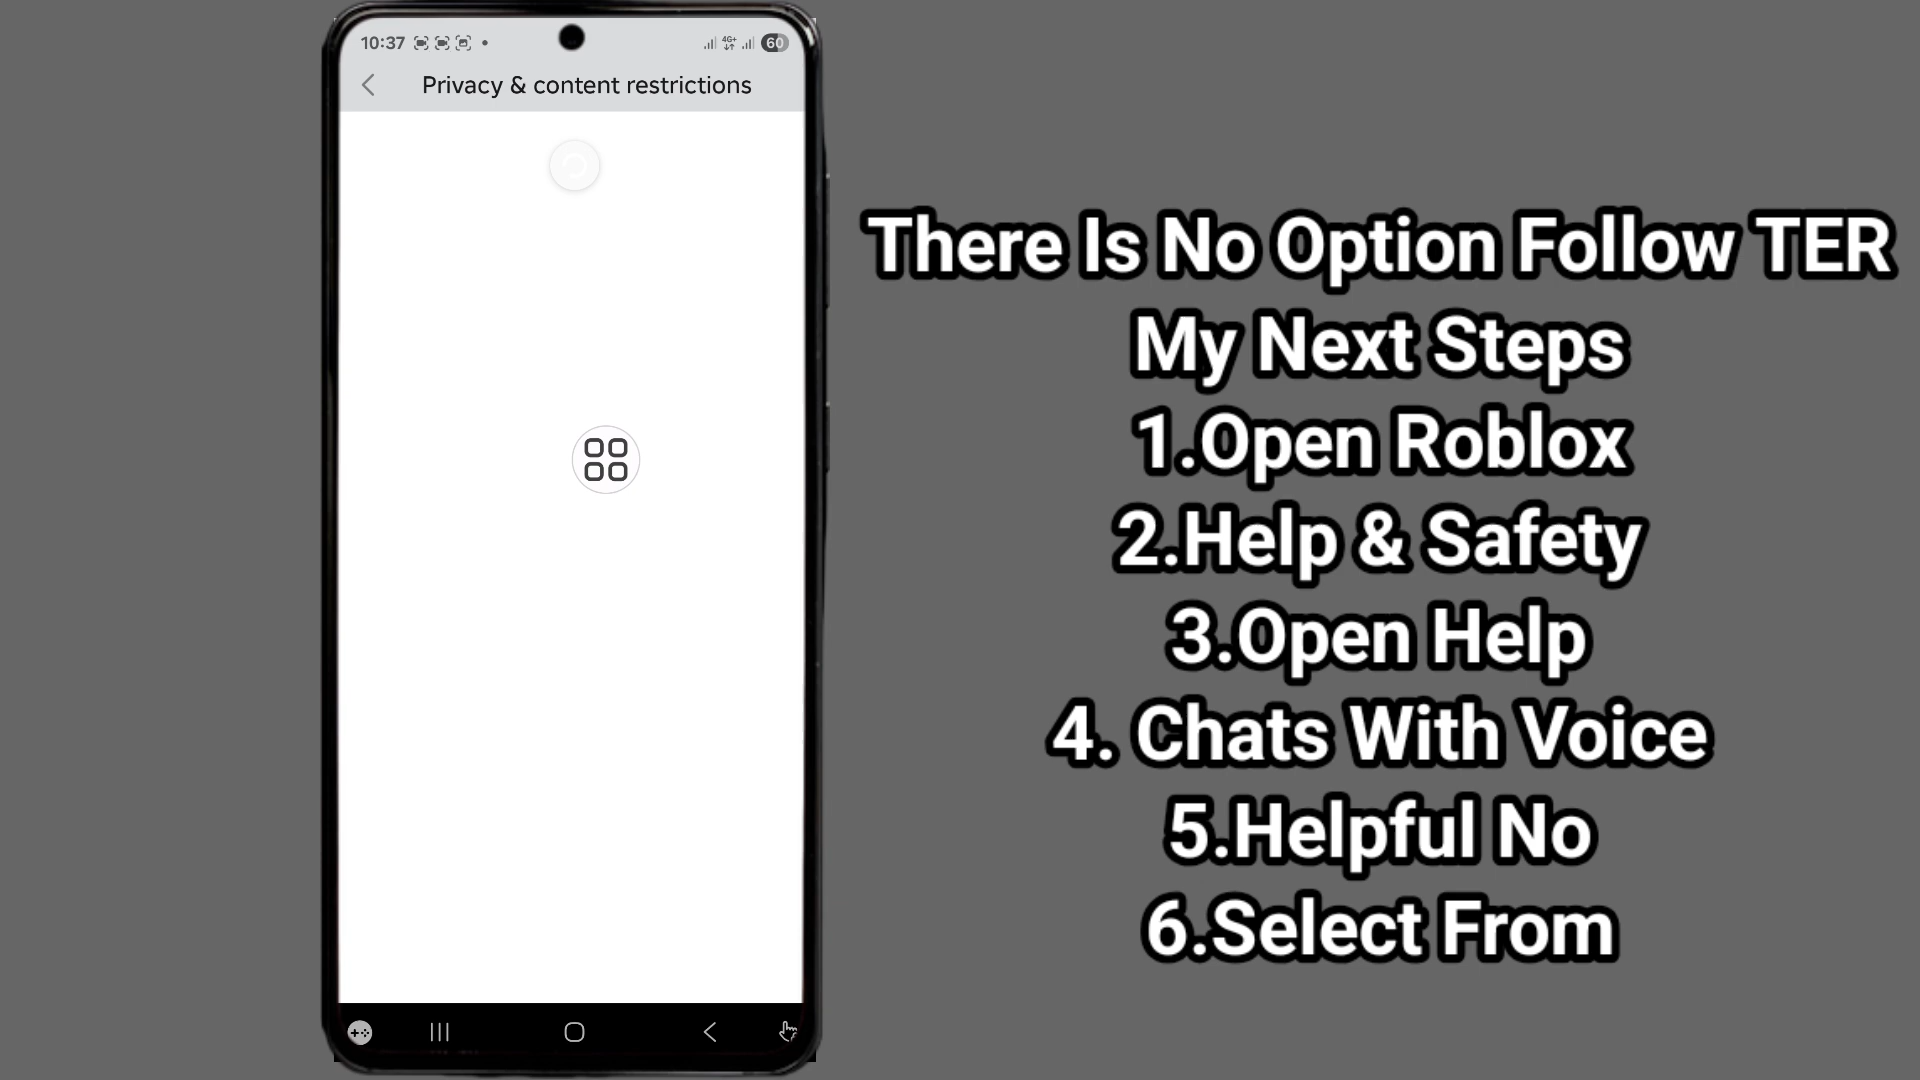 10:37
4G+
60
Privacy & content restrictions
There Is No Option Follow TER
My Next Steps
1.Open Roblox
2.Help & Safety
3.Open Help
4. Chats With Voice
5.Helpful No
6.Select From